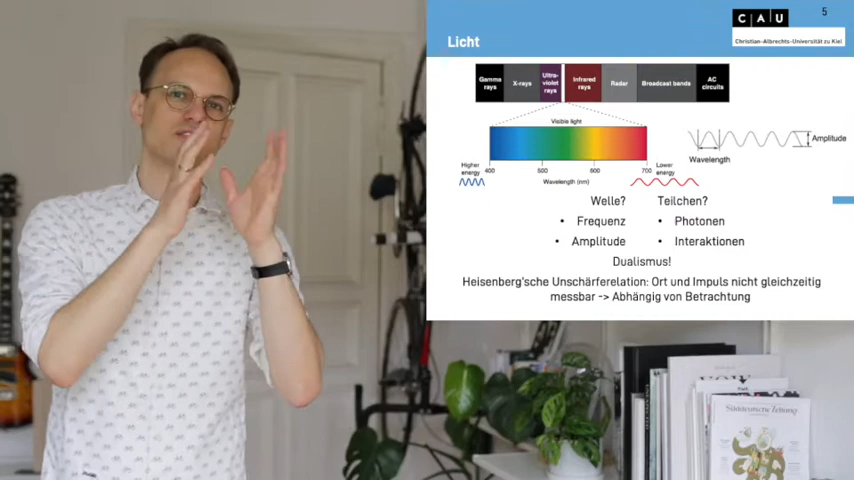 5
CAU
Christian-Albrechts-Universität zu Kiel
Licht
Gamma rays
X-rays
Ultra-violet rays
Infrared rays
Radar
Broadcast bands
AC circuits
Visible light
Amplitude
Wavelength
Higher energy
400
500
600
700
Lower energy
Wavelength (nm)
Welle?
Teilchen?
• Frequenz
• Photonen
• Amplitude
• Interaktionen
Dualismus!
Heisenberg'sche Unschärferelation: Ort und Impuls nicht gleichzeitig
messbar -> Abhängig von Betrachtung
Süddeutsche Zeitung